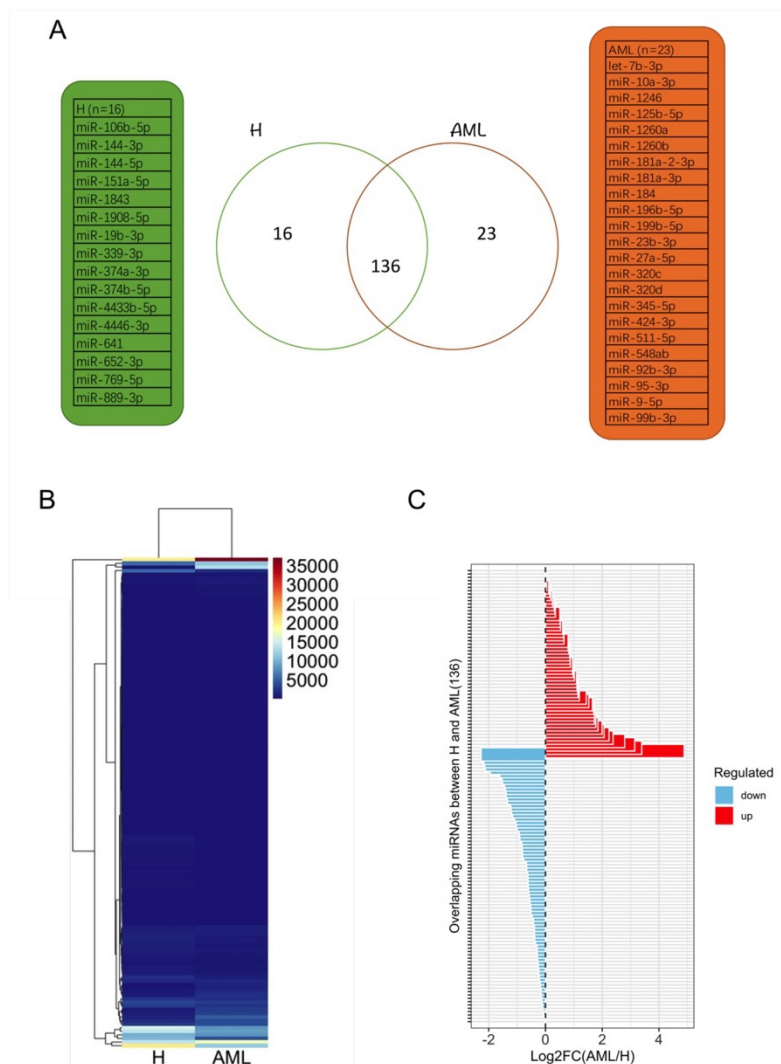 A
H (n=16)
miR-106b-5p
miR-144-3p
miR-144-5p
miR-151a-5p
miR-1843
miR-1908-5p
miR-19b-3p
miR-339-3p
miR-374a-3p
miR-374b-5p
miR-4433b-5p
miR-4446-3p
miR-641
miR-652-3p
miR-769-5p
miR-889-3p
H
AML
16
136
23
AML (n=23)
let-7b-3p
miR-10a-3p
miR-1246
miR-125b-5p
miR-1260a
miR-1260b
miR-181a-2-3p
miR-181a-3p
miR-184
miR-196b-5p
miR-199b-5p
miR-23b-3p
miR-27a-5p
miR-320c
miR-320d
miR-345-5p
miR-424-3p
miR-511-5p
miR-548ab
miR-92b-3p
miR-95-3p
miR-9-5p
miR-99b-3p
B
35000
30000
25000
20000
15000
10000
5000
H
AML
C
Overlapping miRNAs between H and AML(136)
-2
0
2
4
Log2FC(AML/H)
Regulated
down
up